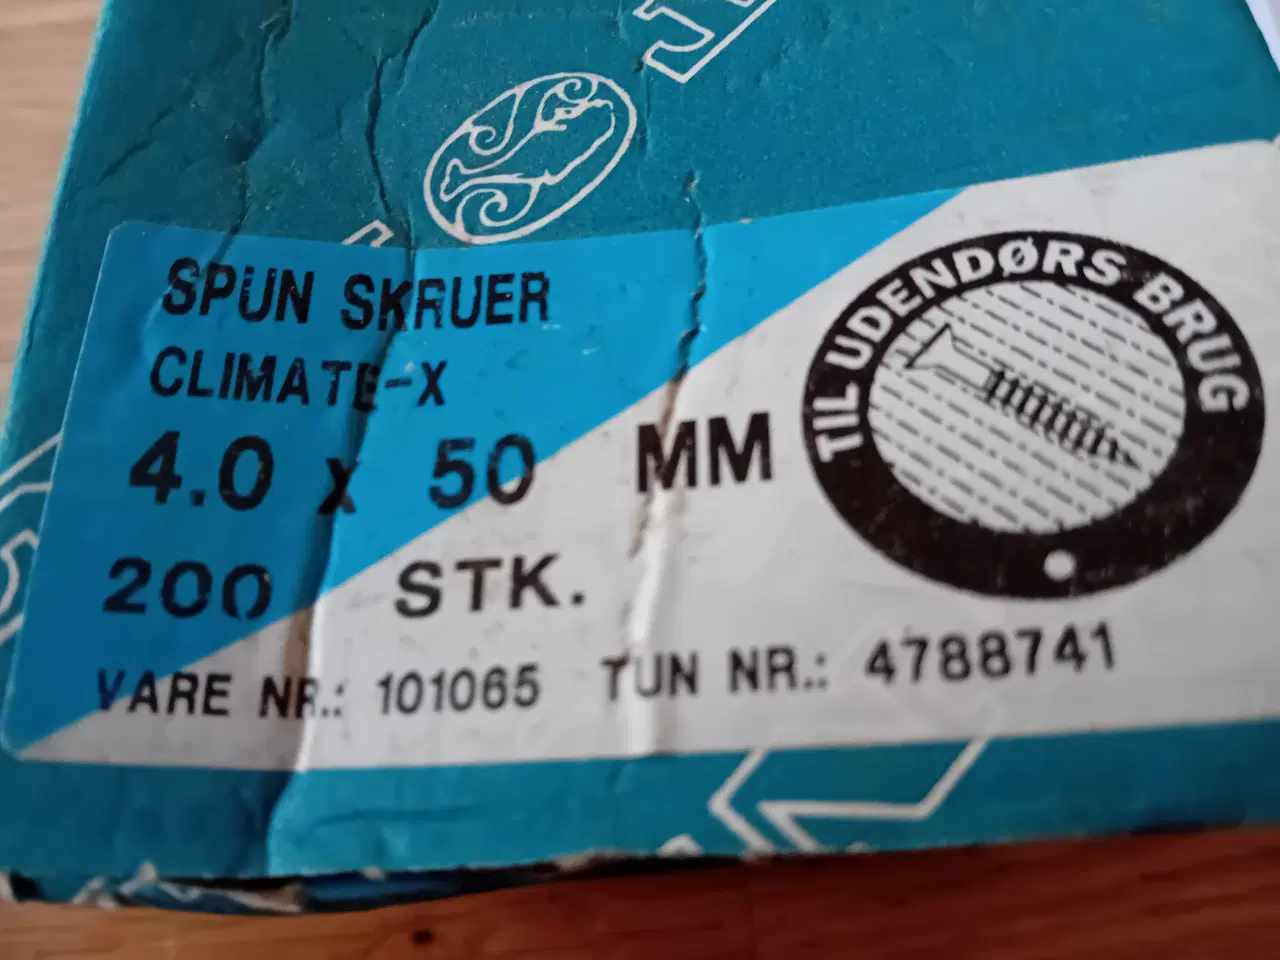 SPUN SKRUER
CLIMATE-X
4.0 x 50 MM
200 STK.
VARE NR.: 101065 TUN NR.: 4788741
TIL UDENDØRS BRUG